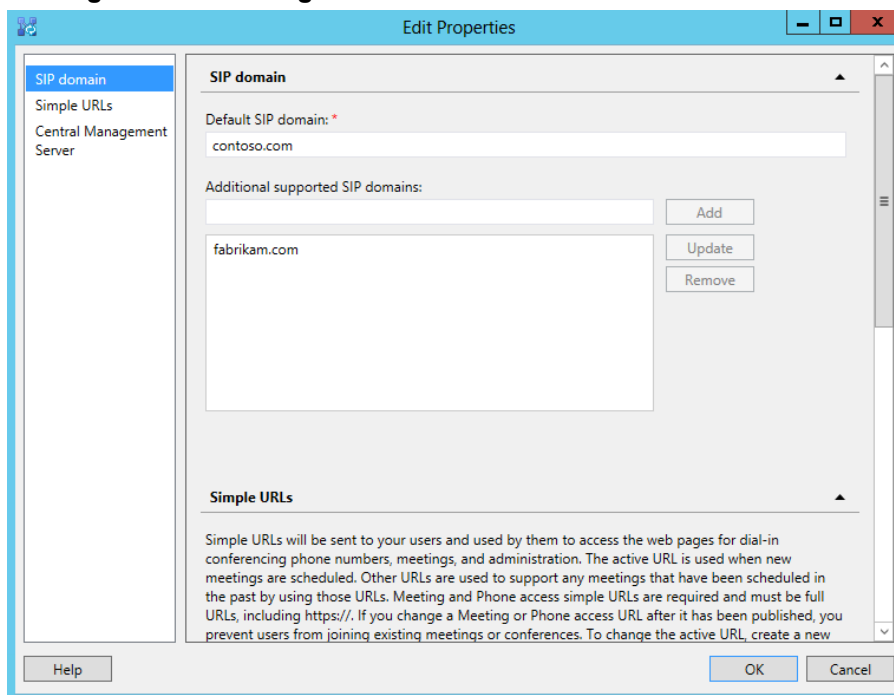 Edit Properties
SIP domain
Simple URLs
Central Management
Server
SIP domain
Default SIP domain: *
contoso.com
Additional supported SIP domains:
Add
fabrikam.com
Update
Remove
Simple URLs
Simple URLs will be sent to your users and used by them to access the web pages for dial-in
conferencing phone numbers, meetings, and administration. The active URL is used when new
meetings are scheduled. Other URLs are used to support any meetings that have been scheduled in
the past by using those URLs. Meeting and Phone access simple URLs are required and must be full
URLs, including https://. If you change a Meeting or Phone access URL after it has been published, you
prevent users from joining existing meetings or conferences. To change the active URL, create a new
Help
OK
Cancel